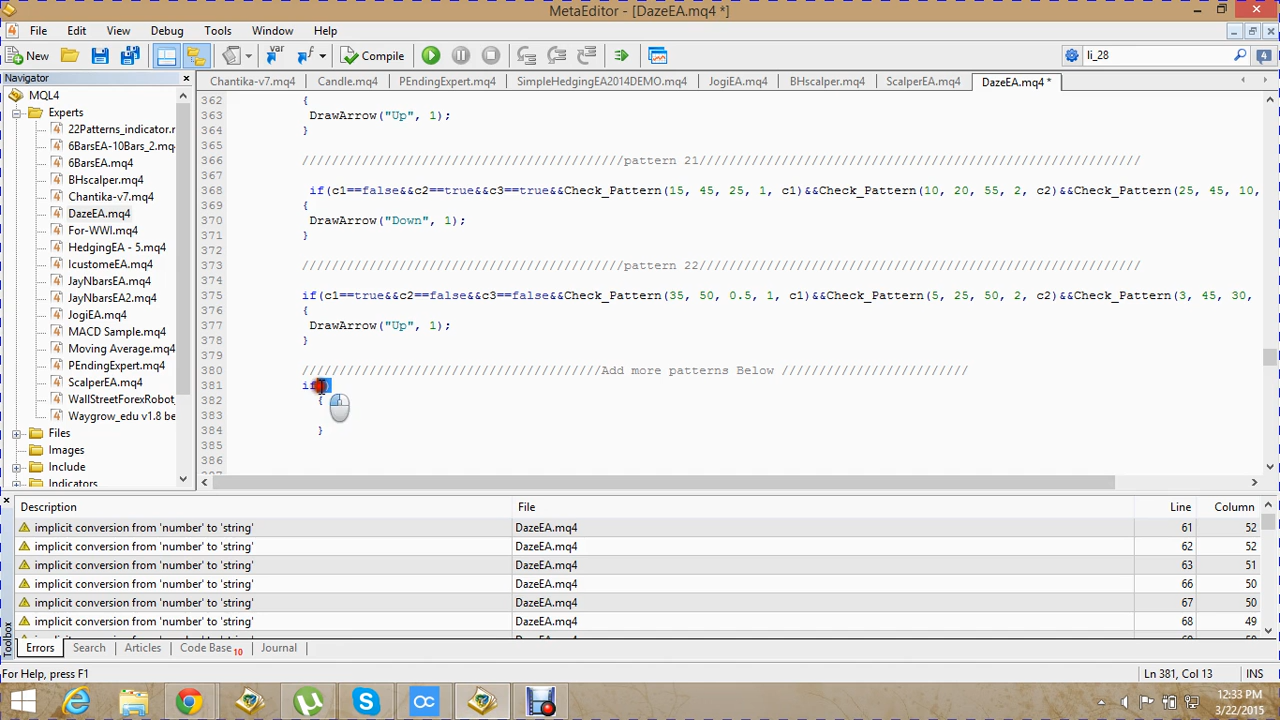 MetaEditor - [DazeEA.mq4 *]
File Edit View Debug Tools Window Help
New var Compile li_28 4
Navigator
Chantika-v7.mq4 Candle.mq4 PEndingExpert.mq4 SimpleHedgingEA2014DEMO.mq4 JogiEA.mq4 BHscalper.mq4 ScalperEA.mq4 DazeEA.mq4 *
MQL4
Experts
22Patterns_indicator.r
6BarsEA-10Bars_2.mq
6BarsEA.mq4
BHscalper.mq4
Chantika-v7.mq4
DazeEA.mq4
For-WWI.mq4
HedgingEA - 5.mq4
IcustomeEA.mq4
JayNbarsEA.mq4
JayNbarsEA2.mq4
JogiEA.mq4
MACD Sample.mq4
Moving Average.mq4
PEndingExpert.mq4
ScalperEA.mq4
WallStreetForexRobot_
Waygrow_edu v1.8 be
Files
Images
Include
Indicators
362 {
363 DrawArrow("Up", 1);
364 }
365
366 ///////////////////////////////////////////pattern 21///////////////////////////////////////////////////////////
367
368 if(c1==false&&c2==true&&c3==true&&Check_Pattern(15, 45, 25, 1, c1)&&Check_Pattern(10, 20, 55, 2, c2)&&Check_Pattern(25, 45, 10,
369 {
370 DrawArrow("Down", 1);
371 }
372
373 ///////////////////////////////////////////pattern 22///////////////////////////////////////////////////////////
374
375 if(c1==true&&c2==false&&c3==false&&Check_Pattern(35, 50, 0.5, 1, c1)&&Check_Pattern(5, 25, 50, 2, c2)&&Check_Pattern(3, 45, 30,
376 {
377 DrawArrow("Up", 1);
378 }
379
380 ////////////////////////////////////////Add more patterns Below /////////////////////////
381 if()
382 {
383
384 }
385
386
Description File Line Column
implicit conversion from 'number' to 'string' DazeEA.mq4 61 52
implicit conversion from 'number' to 'string' DazeEA.mq4 62 52
implicit conversion from 'number' to 'string' DazeEA.mq4 63 51
implicit conversion from 'number' to 'string' DazeEA.mq4 66 50
implicit conversion from 'number' to 'string' DazeEA.mq4 67 50
implicit conversion from 'number' to 'string' DazeEA.mq4 68 49
Toolbox
Errors Search Articles Code Base 10 Journal
For Help, press F1 Ln 381, Col 13 INS
12:33 PM
3/22/2015